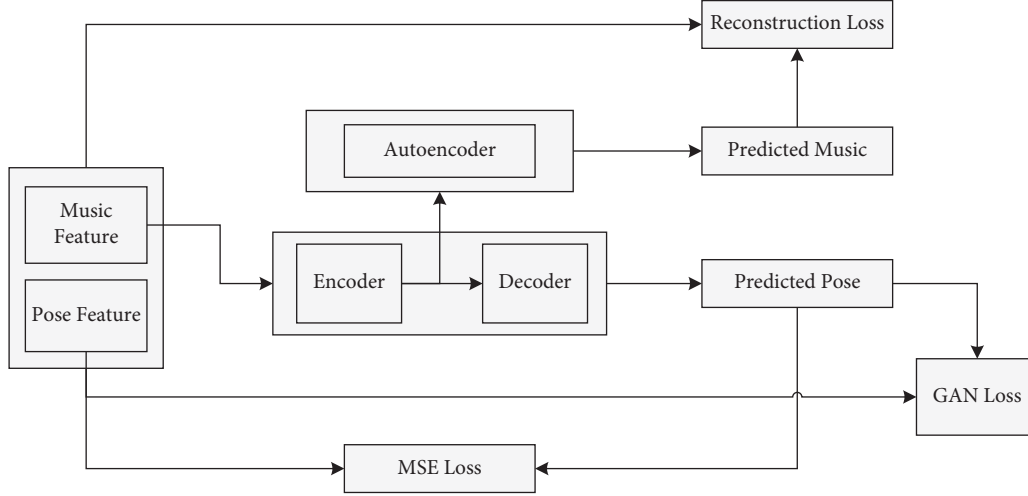 Reconstruction Loss
Autoencoder
Predicted Music
Music
Feature
Encoder
Decoder
Predicted Pose
Pose Feature
GAN Loss
MSE Loss